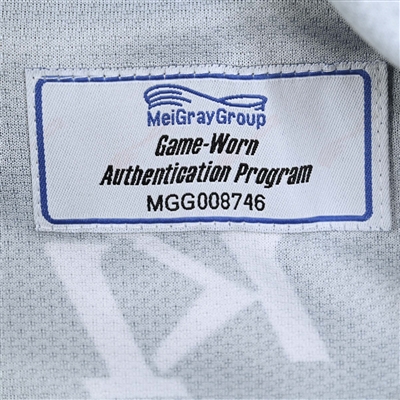 MeiGrayGroup
Game-Worn
Authentication Program
MGG008746